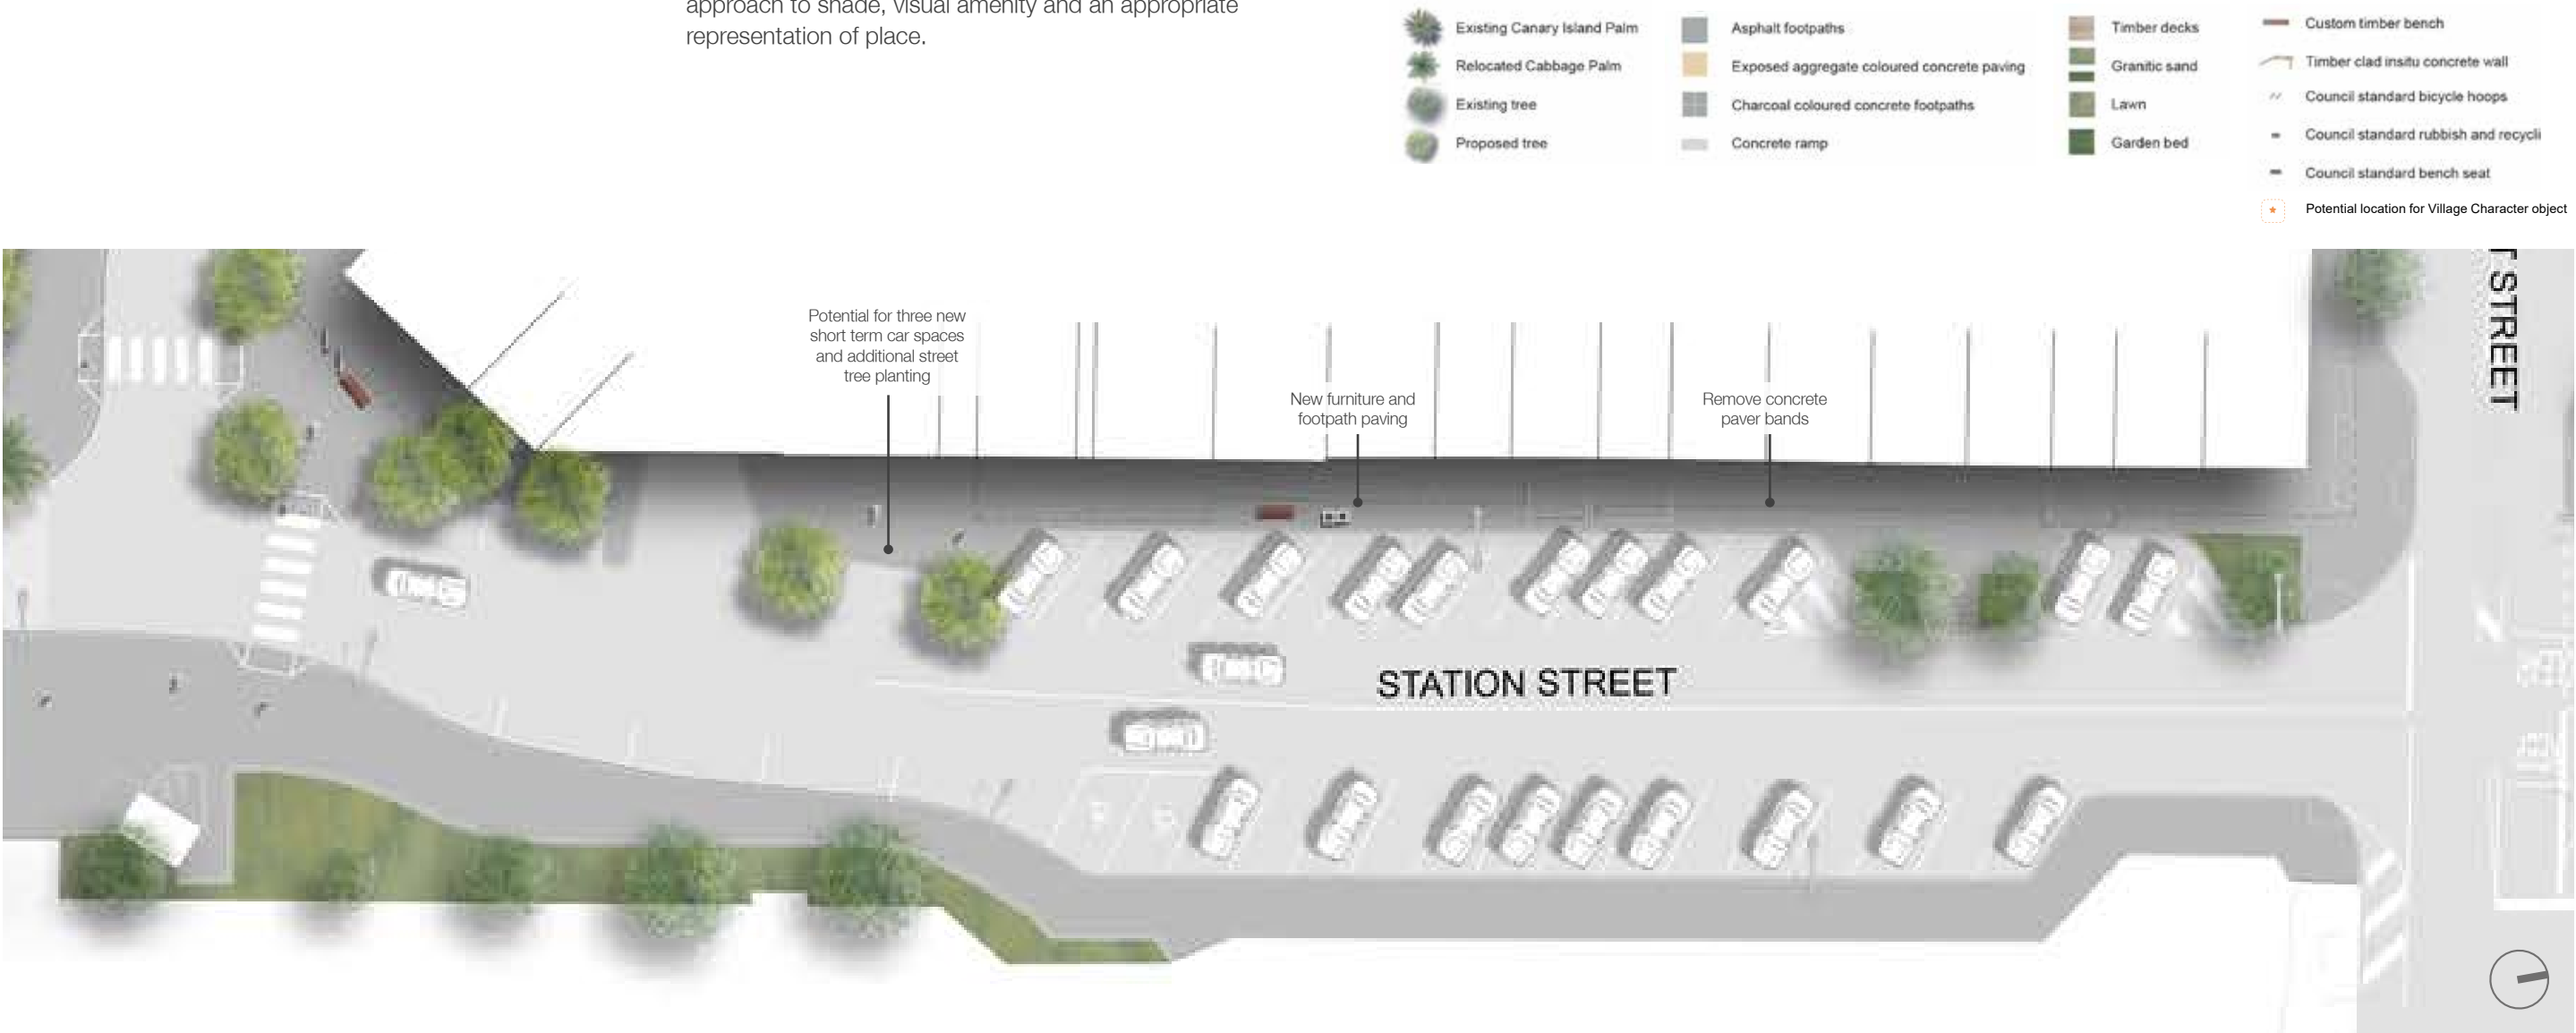 approach to shade, visual amenity and an appropriate
representation of place.
Existing Canary Island Palm
Relocated Cabbage Palm
Existing tree
Proposed tree
Asphalt footpaths
Exposed aggregate coloured concrete paving
Charcoal coloured concrete footpaths
Concrete ramp
Timber decks
Granitic sand
Lawn
Garden bed
Custom timber bench
Timber clad insitu concrete wall
Council standard bicycle hoops
Council standard rubbish and recycli
Council standard bench seat
Potential location for Village Character object
Potential for three new
short term car spaces
and additional street
tree planting
New furniture and
footpath paving
Remove concrete
paver bands
STATION STREET
T STREET